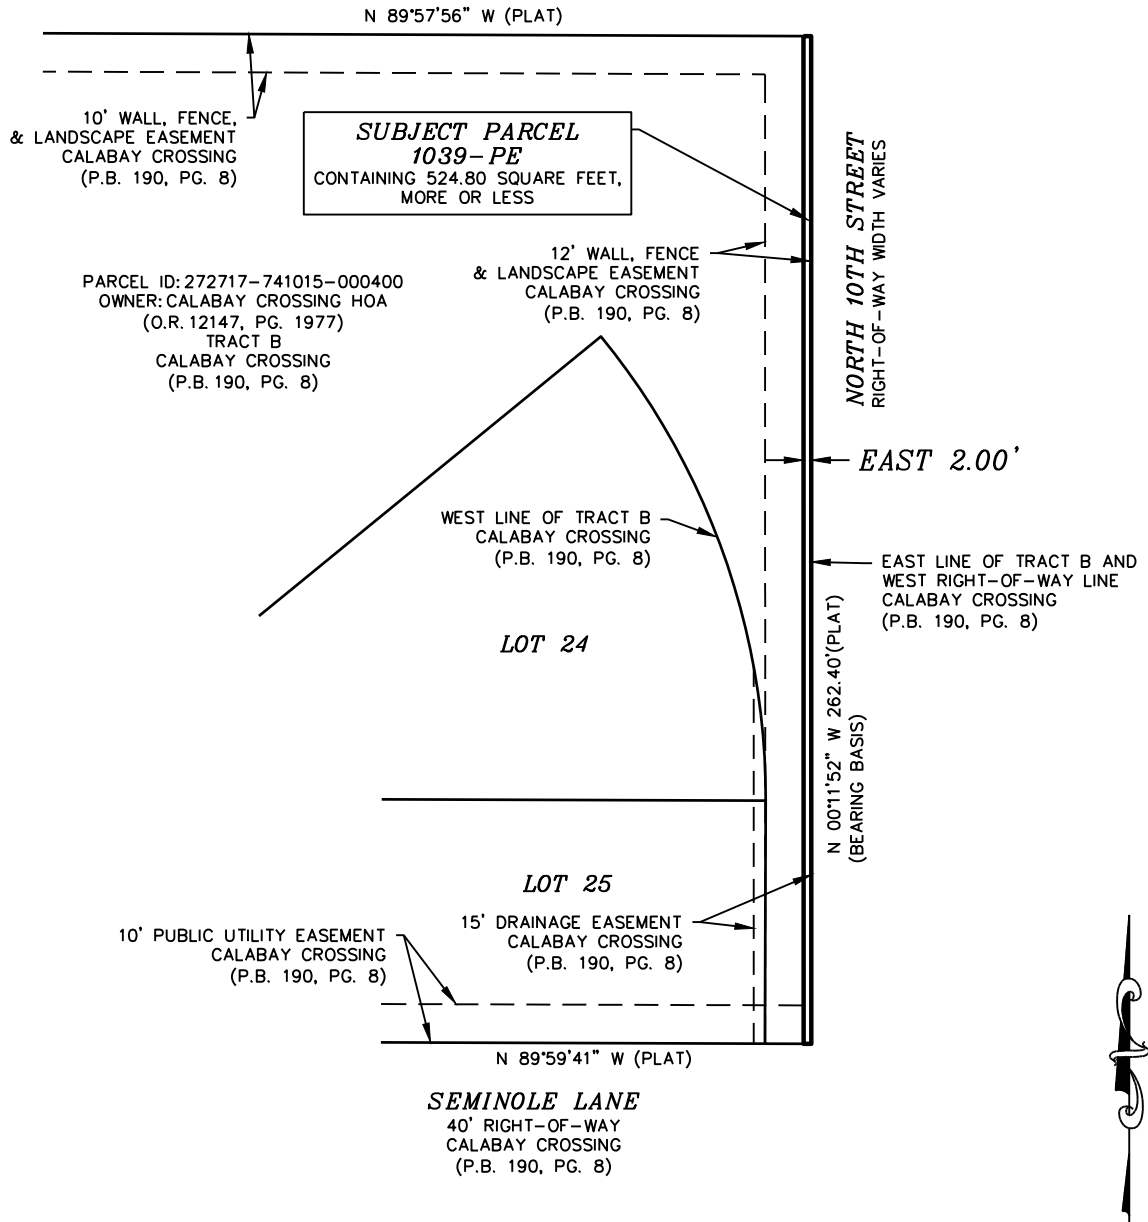 N 89°57'56" W (PLAT)
10' WALL, FENCE,
& LANDSCAPE EASEMENT
CALABAY CROSSING
(P.B. 190, PG. 8)
SUBJECT PARCEL
1039-PE
CONTAINING 524.80 SQUARE FEET,
MORE OR LESS
NORTH 10TH STREET
RIGHT-OF-WAY WIDTH VARIES
12' WALL, FENCE
& LANDSCAPE EASEMENT
CALABAY CROSSING
(P.B. 190, PG. 8)
PARCEL ID: 272717-741015-000400
OWNER: CALABAY CROSSING HOA
(O.R. 12147, PG. 1977)
TRACT B
CALABAY CROSSING
(P.B. 190, PG. 8)
EAST 2.00'
WEST LINE OF TRACT B
CALABAY CROSSING
(P.B. 190, PG. 8)
EAST LINE OF TRACT B AND
WEST RIGHT-OF-WAY LINE
CALABAY CROSSING
(P.B. 190, PG. 8)
LOT 24
N 00°11'52" W 262.40'(PLAT)
(BEARING BASIS)
LOT 25
15' DRAINAGE EASEMENT
CALABAY CROSSING
(P.B. 190, PG. 8)
10' PUBLIC UTILITY EASEMENT
CALABAY CROSSING
(P.B. 190, PG. 8)
N 89°59'41" W (PLAT)
SEMINOLE LANE
40' RIGHT-OF-WAY
CALABAY CROSSING
(P.B. 190, PG. 8)